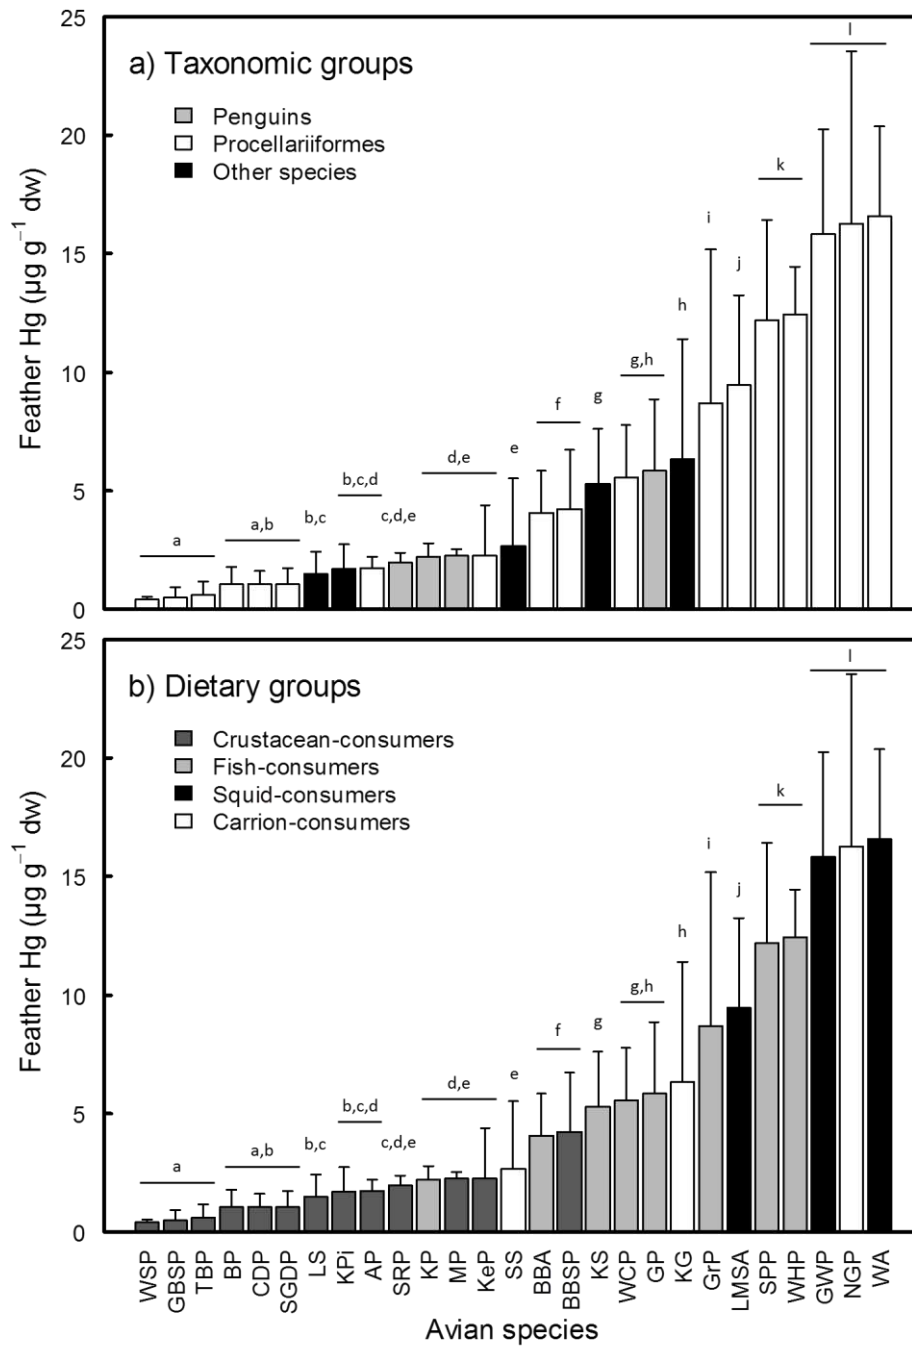 25
a) Taxonomic groups
Penguins
Procellariiformes
Other species
20
15
10
5
0
Feather Hg (µg g⁻¹ dw)
a
a,b
b,c
b,c,d
c,d,e
d,e
e
f
g
g,h
h
i
j
k
l
25
b) Dietary groups
Crustacean-consumers
Fish-consumers
Squid-consumers
Carrion-consumers
20
15
10
5
0
Feather Hg (µg g⁻¹ dw)
a
a,b
b,c
b,c,d
c,d,e
d,e
e
f
g
g,h
h
i
j
k
l
WSP
GBSP
TBP
BP
CDP
SGDP
LS
KPi
AP
SRP
KP
MP
KeP
SS
BBA
BBSP
KS
WCP
GP
KG
GrP
LMSA
SPP
WHP
GWP
NGP
WA
Avian species